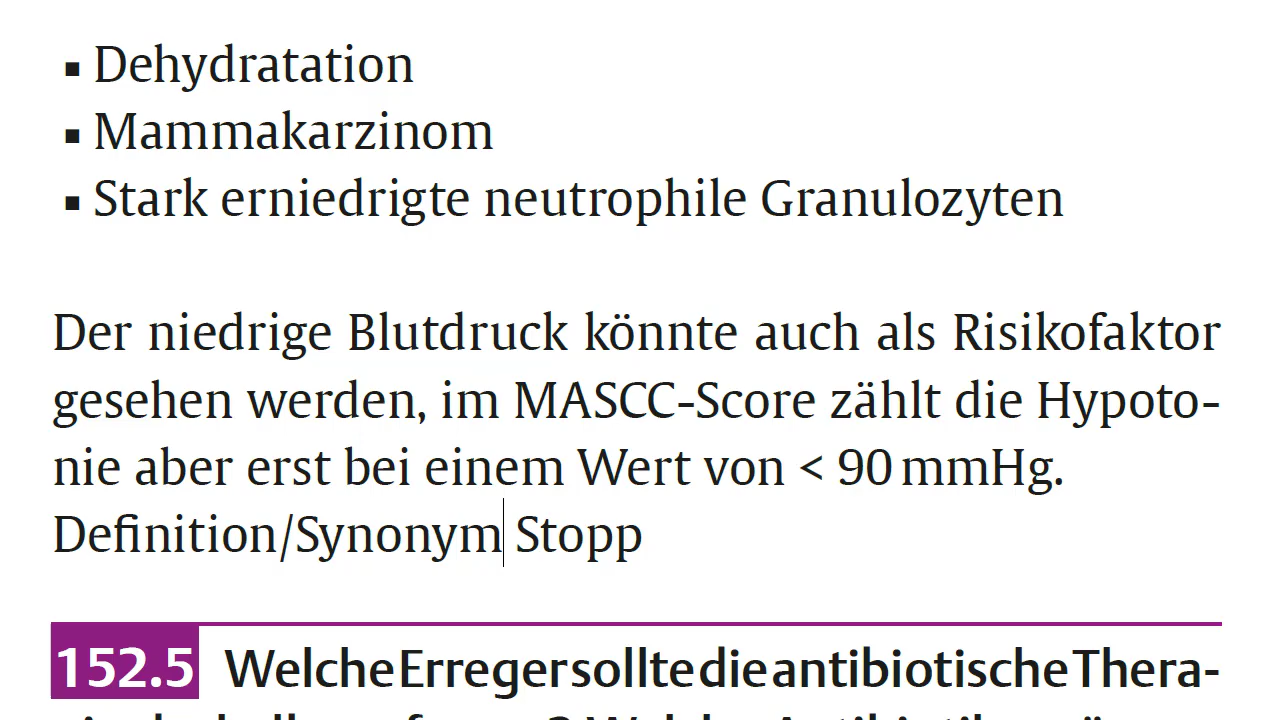 ▪ Dehydratation
▪ Mammakarzinom
▪ Stark erniedrigte neutrophile Granulozyten
Der niedrige Blutdruck könnte auch als Risikofaktor
gesehen werden, im MASCC-Score zählt die Hypoto-
nie aber erst bei einem Wert von < 90 mmHg.
Definition/Synonym Stopp
152.5 Welche Erreger sollte die antibiotische Thera-